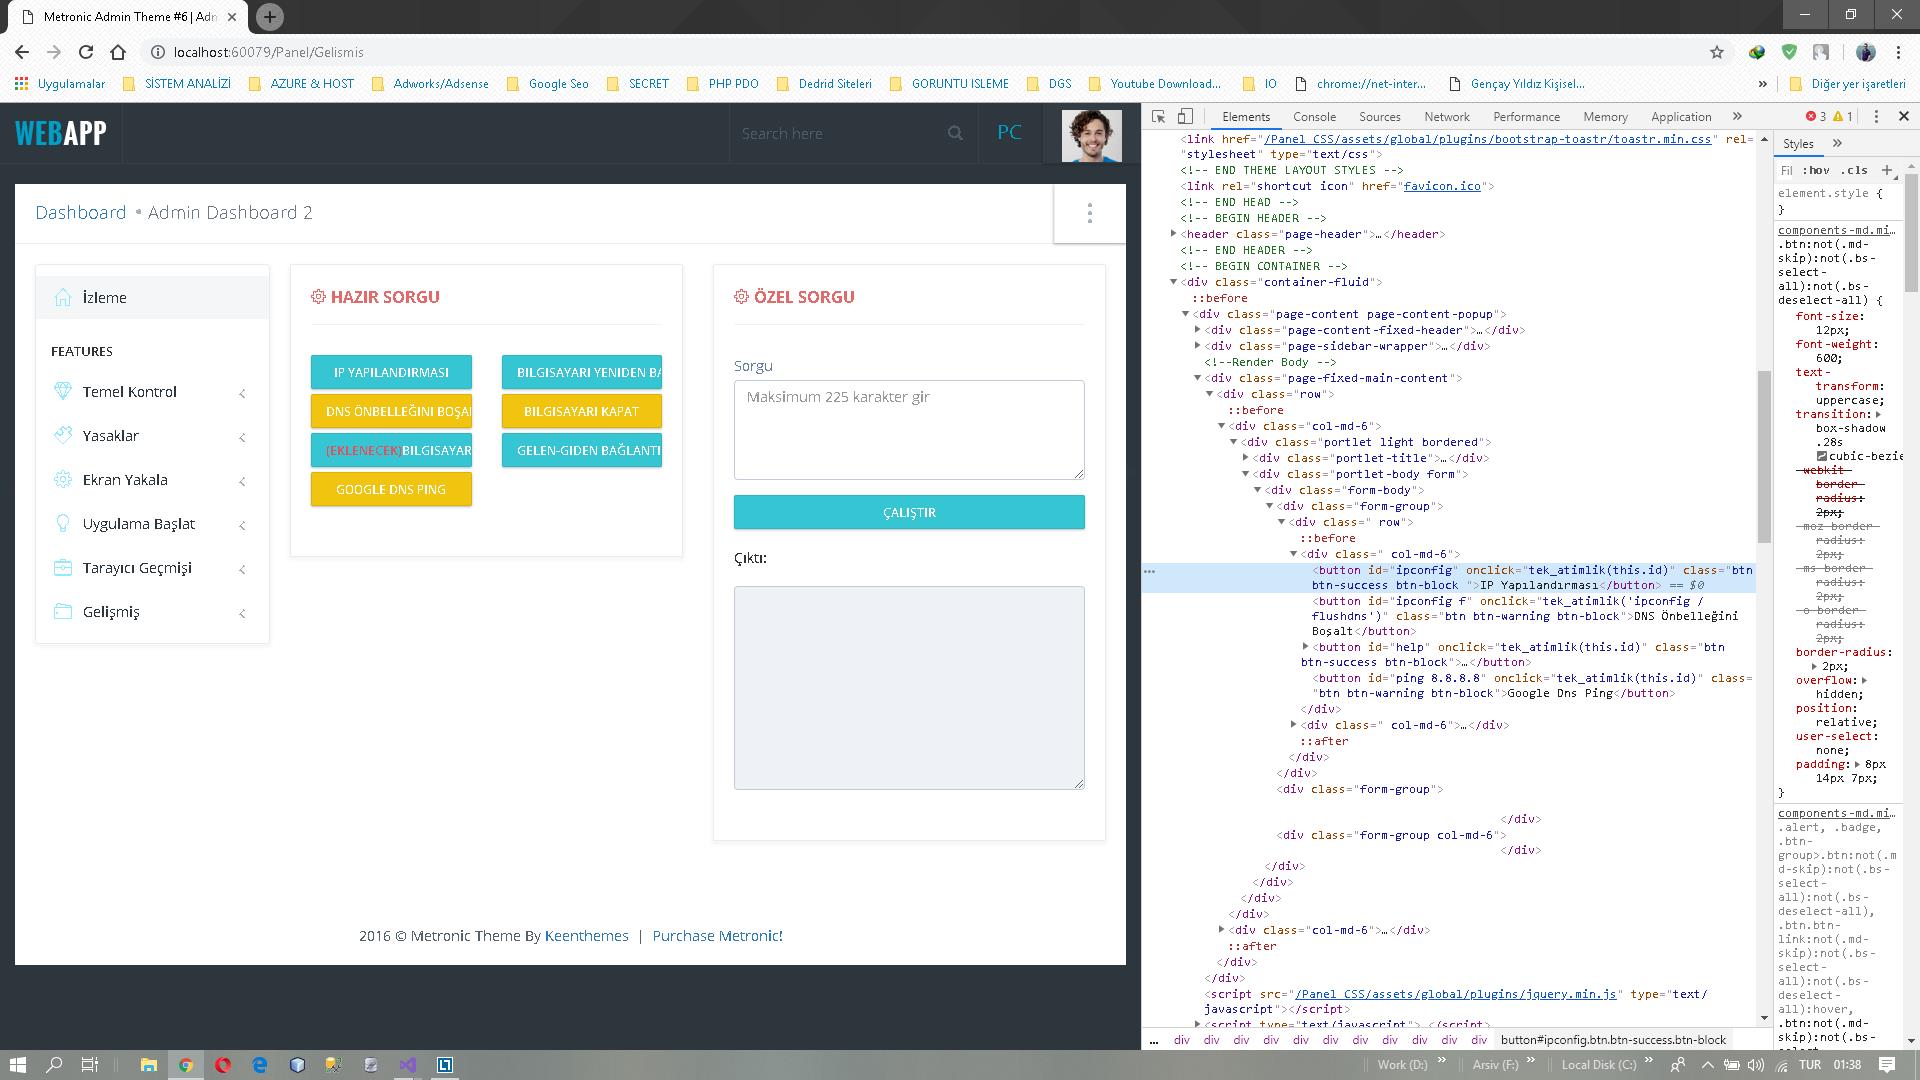 Metronic Admin Theme #6 | Adm
localhost:60079/Panel/Gelismis
Uygulamalar SİSTEM ANALİZİ AZURE & HOST Adworks/Adsense Google Seo SECRET PHP PDO Dedrid Siteleri GORUNTU ISLEME DGS Youtube Download... IO chrome://net-inter... Gençay Yıldız Kişisel... » Diğer yer işaretleri
WEBAPP
Search here
PC
Dashboard • Admin Dashboard 2
İzleme
FEATURES
Temel Kontrol
Yasaklar
Ekran Yakala
Uygulama Başlat
Tarayıcı Geçmişi
Gelişmiş
HAZIR SORGU
IP YAPILANDIRMASI
BILGISAYARI YENIDEN BA
DNS ÖNBELLEĞINI BOŞAL
BILGISAYARI KAPAT
(EKLENECEK)BILGISAYAR
GELEN-GIDEN BAĞLANTI
GOOGLE DNS PING
ÖZEL SORGU
Sorgu
Maksimum 225 karakter gir
ÇALIŞTIR
Çıktı:
2016 © Metronic Theme By Keenthemes | Purchase Metronic!
Elements Console Sources Network Performance Memory Application » 3 1
<link href="/Panel CSS/assets/global/plugins/bootstrap-toastr/toastr.min.css" rel=
"stylesheet" type="text/css">
<!-- END THEME LAYOUT STYLES -->
<link rel="shortcut icon" href="favicon.ico">
<!-- END HEAD -->
<!-- BEGIN HEADER -->
<header class="page-header">…</header>
<!-- END HEADER -->
<!-- BEGIN CONTAINER -->
<div class="container-fluid">
::before
<div class="page-content page-content-popup">
<div class="page-content-fixed-header">…</div>
<div class="page-sidebar-wrapper">…</div>
<!--Render Body -->
<div class="page-fixed-main-content">
<div class="row">
::before
<div class="col-md-6">
<div class="portlet light bordered">
<div class="portlet-title">…</div>
<div class="portlet-body form">
<div class="form-body">
<div class="form-group">
<div class=" row">
::before
<div class=" col-md-6">
<button id="ipconfig" onclick="tek_atimlik(this.id)" class="btn
btn-success btn-block ">IP Yapılandırması</button> == $0
<button id="ipconfig f" onclick="tek_atimlik('ipconfig /
flushdns')" class="btn btn-warning btn-block">DNS Önbelleğini
Boşalt</button>
<button id="help" onclick="tek_atimlik(this.id)" class="btn
btn-success btn-block">…</button>
<button id="ping 8.8.8.8" onclick="tek_atimlik(this.id)" class=
"btn btn-warning btn-block">Google Dns Ping</button>
</div>
<div class=" col-md-6">…</div>
::after
</div>
</div>
<div class="form-group">
</div>
<div class="form-group col-md-6">
</div>
</div>
</div>
</div>
</div>
<div class="col-md-6">…</div>
::after
</div>
</div>
<script src="/Panel CSS/assets/global/plugins/jquery.min.js" type="text/
javascript"></script>
<script type="text/javascript"> </script>
... div div div div div div div div div div div button#ipconfig.btn.btn-success.btn-block
Styles »
Fil :hov .cls +
element.style {
}
components-md.mi…
.btn:not(.md-
skip):not(.bs-
select-
all):not(.bs-
deselect-all) {
font-size:
12px;
font-weight:
600;
text-
transform:
uppercase;
transition:
box-shadow
.28s
cubic-bezie
-webkit-
border-
radius:
2px;
-moz-border-
radius:
2px;
-ms-border-
radius:
2px;
-o-border-
radius:
2px;
border-radius:
2px;
overflow:
hidden;
position:
relative;
user-select:
none;
padding: 8px
14px 7px;
}
components-md.mi…
.alert, .badge,
.btn-
group>.btn:not(.m
d-skip):not(.bs-
select-
all):not(.bs-
deselect-all),
.btn.btn-
link:not(.md-
skip):not(.bs-
select-
all):not(.bs-
deselect-
all):hover,
.btn:not(.md-
skip):not(.bs-
select-
Work (D:) » Arsiv (F:) » Local Disk (C:) » TUR 01:38